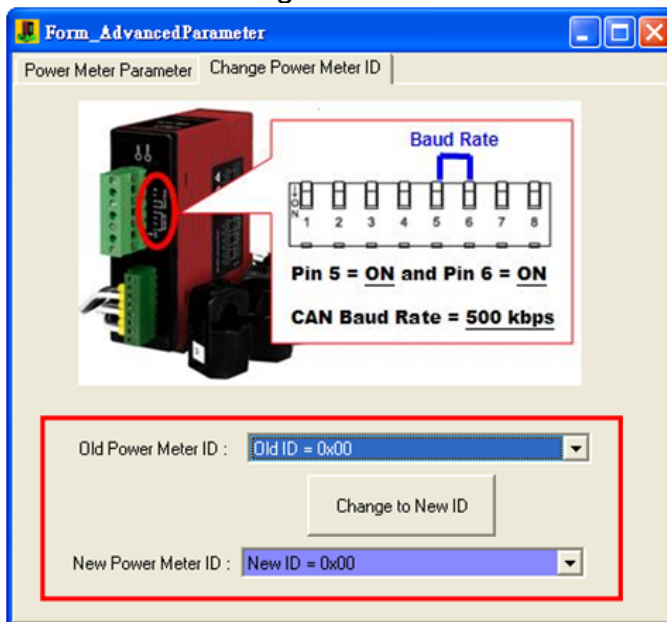 Form_AdvancedParameter
Power Meter Parameter Change Power Meter ID
Baud Rate
ON
1 2 3 4 5 6 7 8
Pin 5 = ON and Pin 6 = ON
CAN Baud Rate = 500 kbps
Old Power Meter ID : Old ID = 0x00
Change to New ID
New Power Meter ID : New ID = 0x00